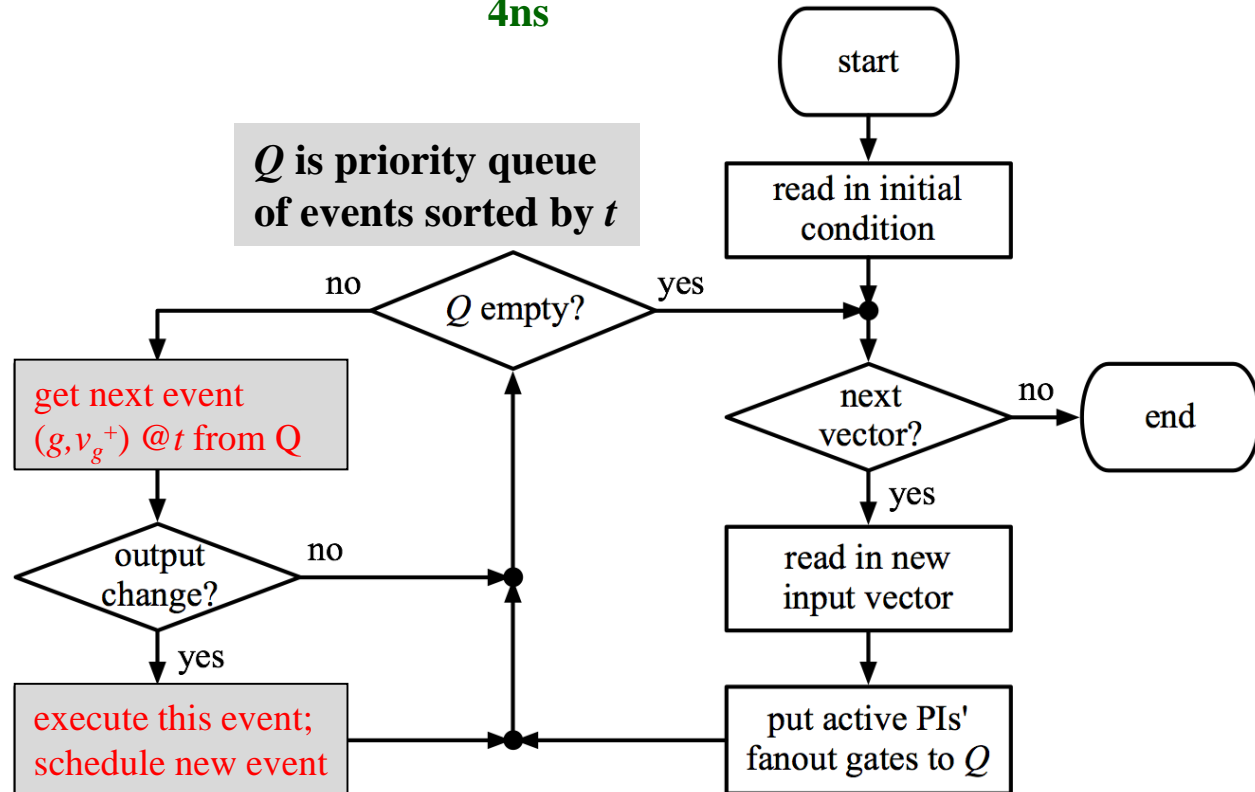 4ns
start
Q is priority queue
of events sorted by t
read in initial
condition
no
Q empty?
yes
get next event
(g,v_g^+) @t from Q
next
vector?
no
end
yes
output
change?
no
read in new
input vector
yes
execute this event;
schedule new event
put active PIs'
fanout gates to Q